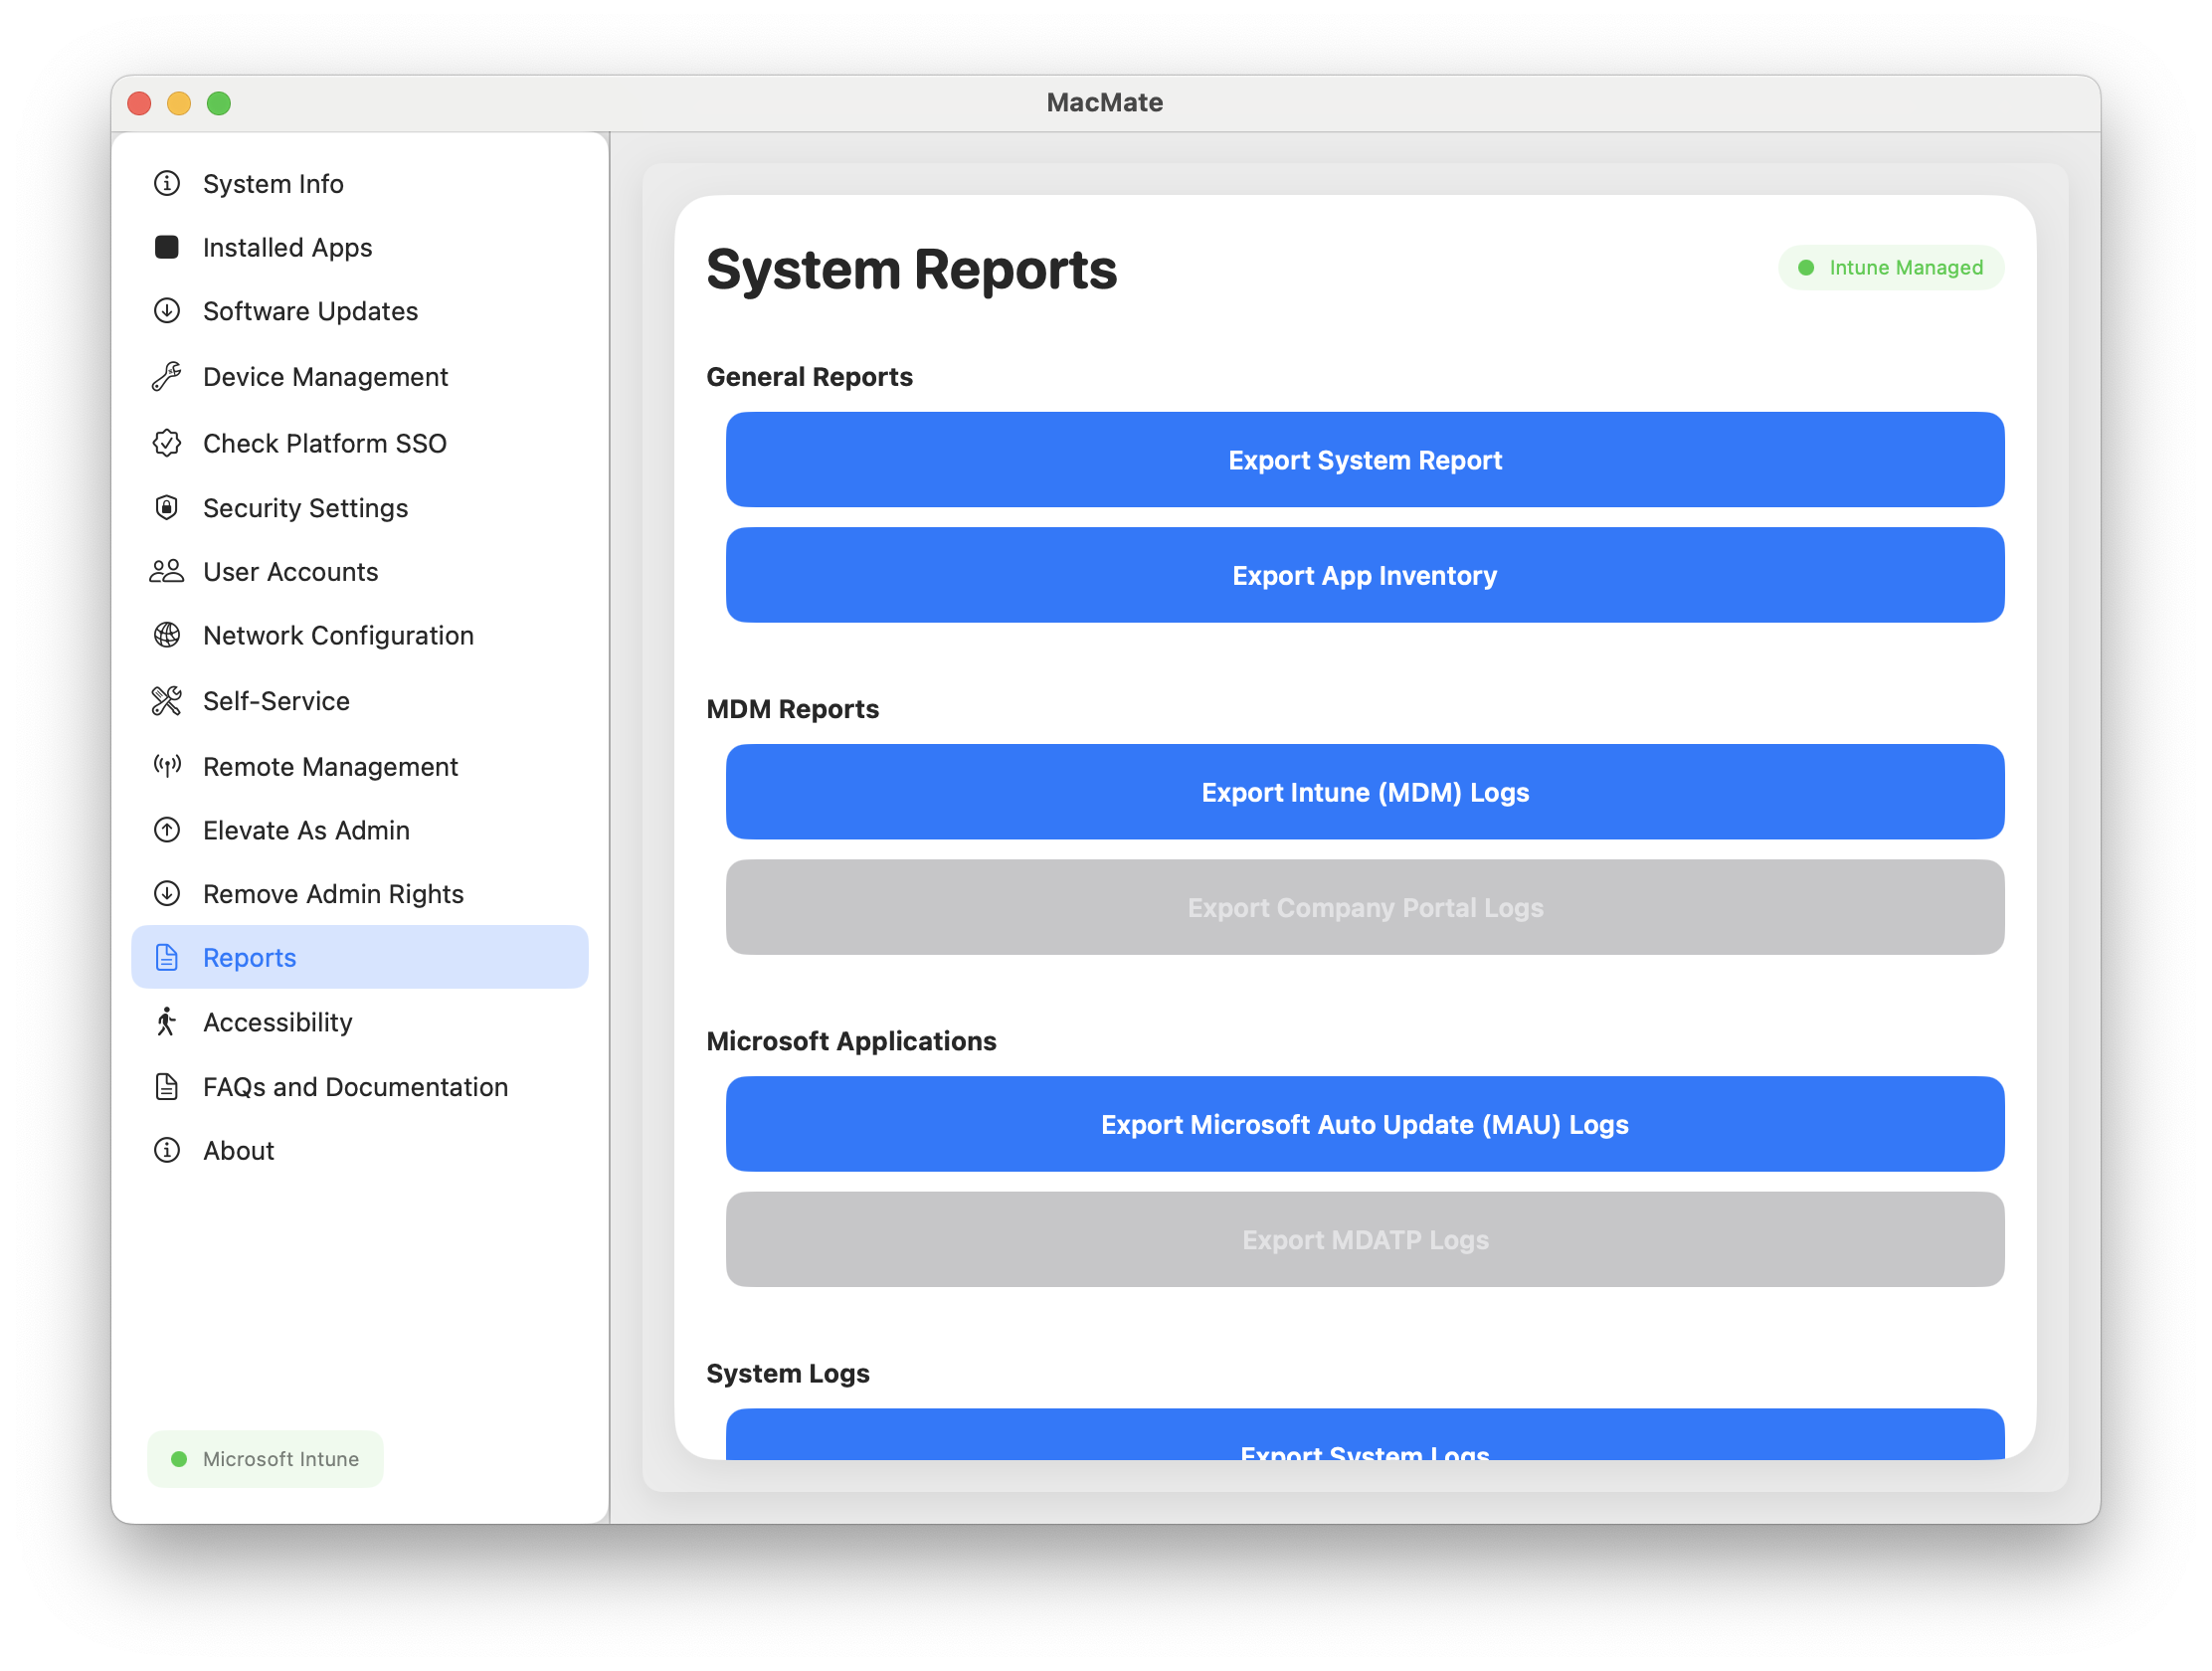 MacMate
System Info
Installed Apps
Software Updates
Device Management
Check Platform SSO
Security Settings
User Accounts
Network Configuration
Self-Service
Remote Management
Elevate As Admin
Remove Admin Rights
Reports
Accessibility
FAQs and Documentation
About
Microsoft Intune
System Reports
Intune Managed
General Reports
Export System Report
Export App Inventory
MDM Reports
Export Intune (MDM) Logs
Export Company Portal Logs
Microsoft Applications
Export Microsoft Auto Update (MAU) Logs
Export MDATP Logs
System Logs
Export System Logs